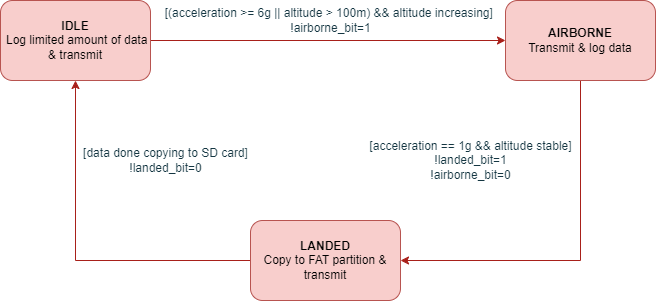 [(acceleration >= 6g || altitude > 100m) && altitude increasing]
!airborne_bit=1
IDLE
Log limited amount of data
& transmit
AIRBORNE
Transmit & log data
[data done copying to SD card]
!landed_bit=0
[acceleration == 1g && altitude stable]
!landed_bit=1
!airborne_bit=0
LANDED
Copy to FAT partition &
transmit